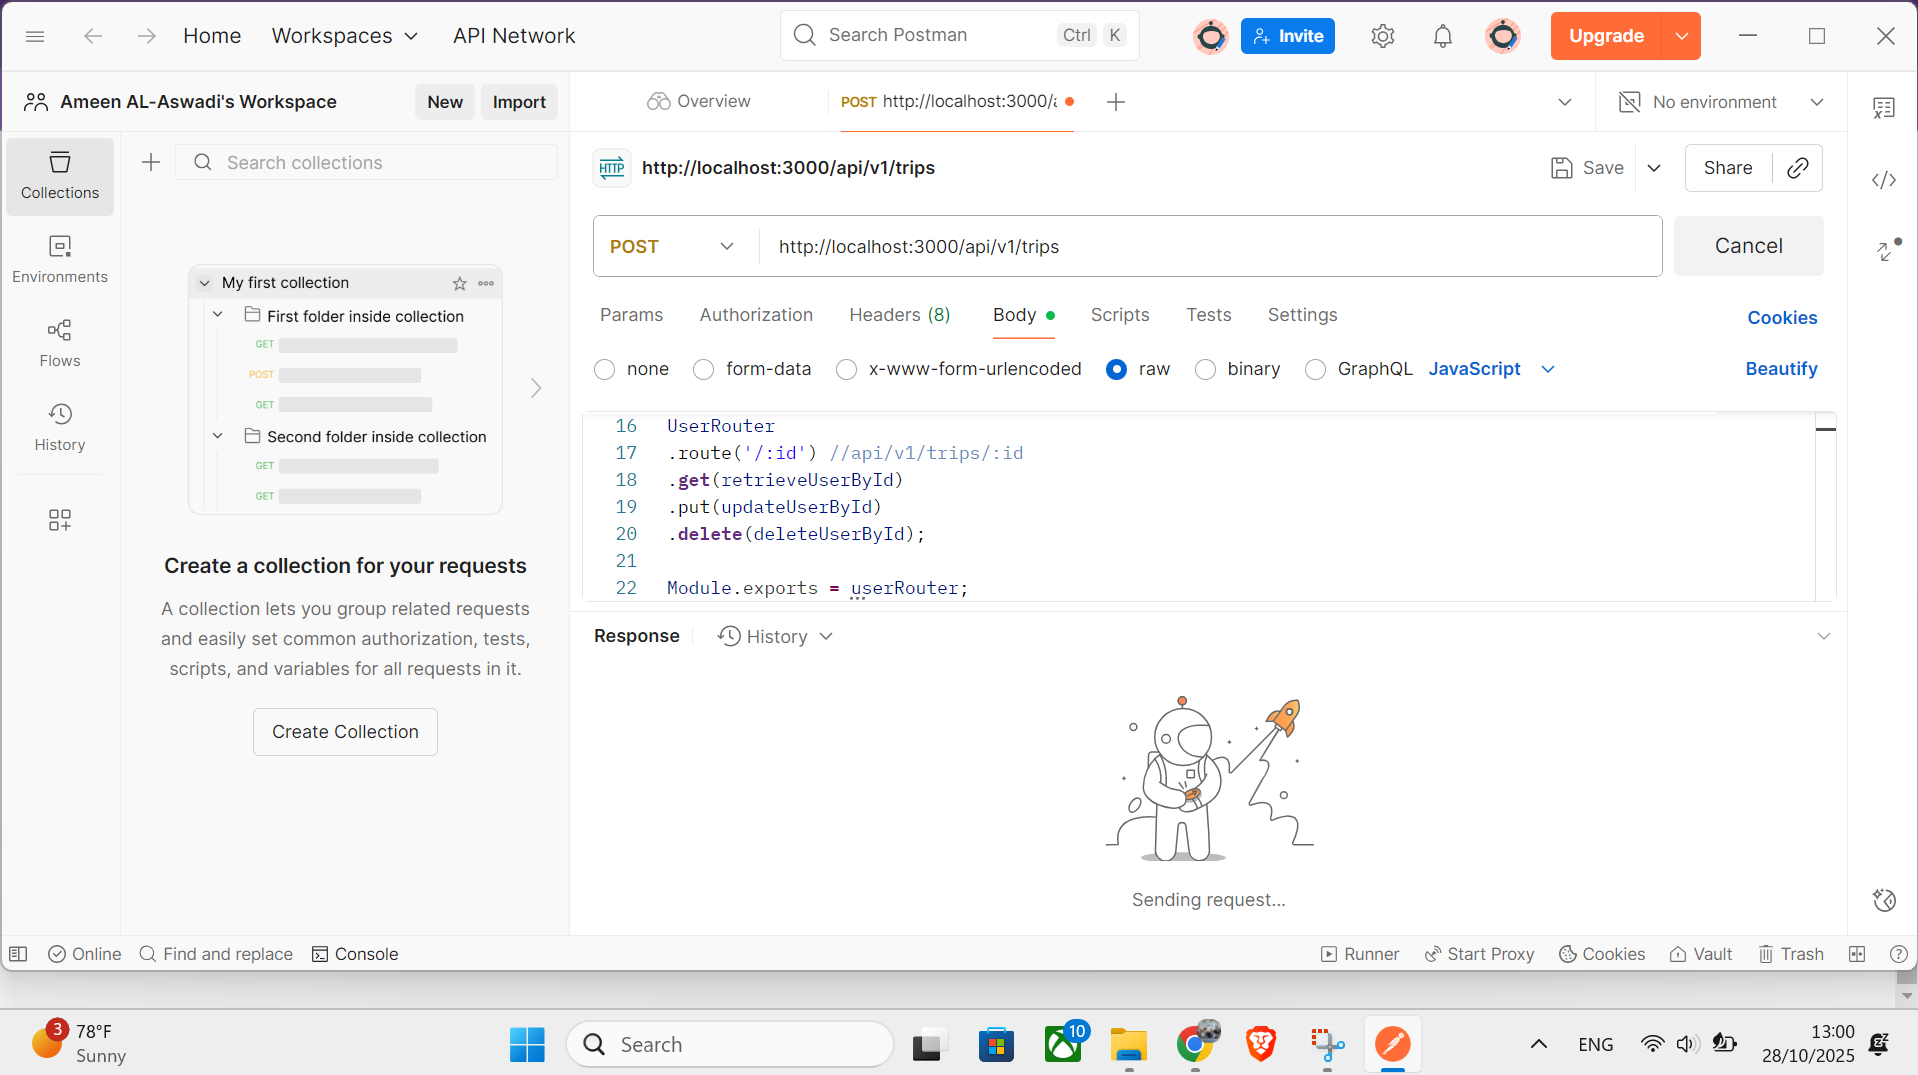 Home
Workspaces
API Network
Search Postman
Ctrl K
Invite
Upgrade
Ameen AL-Aswadi's Workspace
New
Import
Overview
POST http://localhost:3000/a
No environment
Collections
Environments
Flows
History
Search collections
My first collection
First folder inside collection
GET
POST
GET
Second folder inside collection
GET
GET
Create a collection for your requests
A collection lets you group related requests
and easily set common authorization, tests,
scripts, and variables for all requests in it.
Create Collection
HTTP
http://localhost:3000/api/v1/trips
Save
Share
POST
http://localhost:3000/api/v1/trips
Cancel
Params
Authorization
Headers (8)
Body
Scripts
Tests
Settings
Cookies
none
form-data
x-www-form-urlencoded
raw
binary
GraphQL
JavaScript
Beautify
16 UserRouter
17 .route('/:id') //api/v1/trips/:id
18 .get(retrieveUserById)
19 .put(updateUserById)
20 .delete(deleteUserById);
21
22 Module.exports = userRouter;
Response
History
Sending request...
Online
Find and replace
Console
Runner
Start Proxy
Cookies
Vault
Trash
3
78°F
Sunny
Search
10
ENG
13:00
28/10/2025